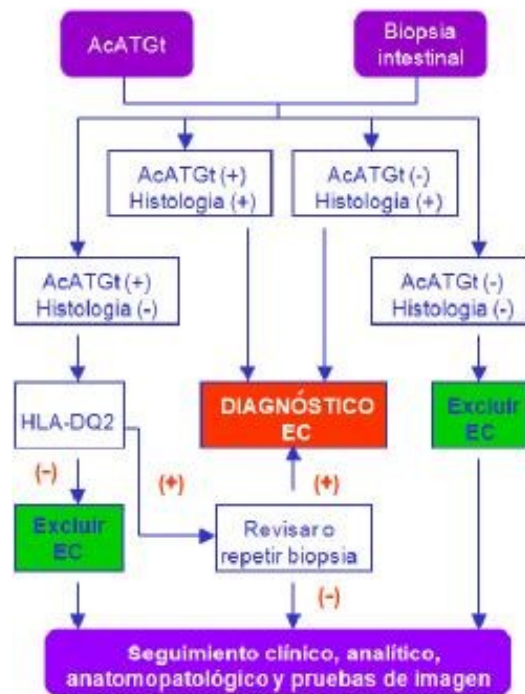 AcATGt
Biopsia
intestinal
AcATGt (+)
Histologia (+)
AcATGt (-)
Histologia (+)
AcATGt (+)
Histologia (-)
AcATGt (-)
Histologia (-)
HLA-DQ2
DIAGNÓSTICO
EC
Excluir
EC
(-)
(+)
(+)
Excluir
EC
Revisar o
repetir biopsia
(-)
Seguimiento clínico, analítico,
anatomopatológico y pruebas de imagen